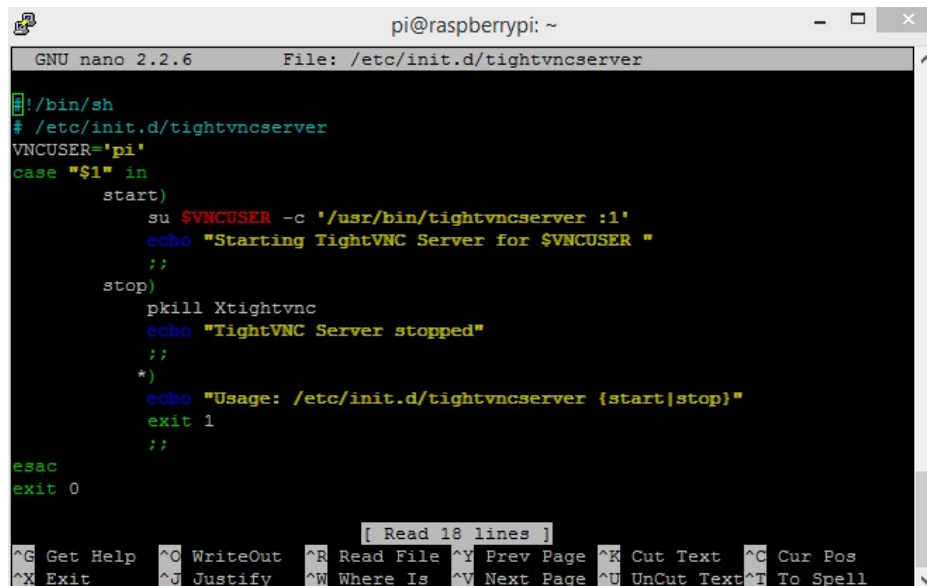 pi@raspberrypi: ~
GNU nano 2.2.6 File: /etc/init.d/tightvncserver
#!/bin/sh
# /etc/init.d/tightvncserver
VNCUSER='pi'
case "$1" in
start)
su $VNCUSER -c '/usr/bin/tightvncserver :1'
echo "Starting TightVNC Server for $VNCUSER "
;;
stop)
pkill Xtightvnc
echo "TightVNC Server stopped"
;;
*)
echo "Usage: /etc/init.d/tightvncserver {start|stop}"
exit 1
;;
esac
exit 0
[ Read 18 lines ]
^G Get Help ^O WriteOut ^R Read File ^Y Prev Page ^K Cut Text ^C Cur Pos
^X Exit ^J Justify ^W Where Is ^V Next Page ^U UnCut Text ^T To Spell